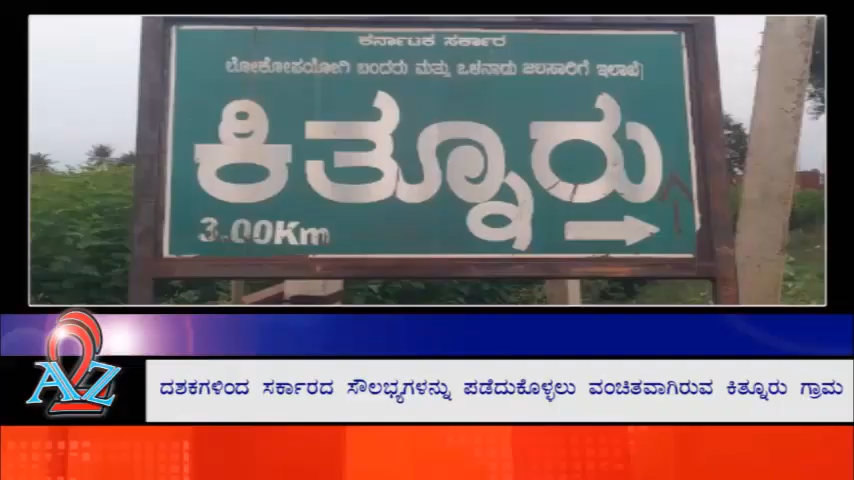 ಕರ್ನಾಟಕ ಸರ್ಕಾರ
ಲೋಕೋಪಯೋಗಿ ಬಂದರು ಮತ್ತು ಒಳನಾಡು ಜಲಸಾರಿಗೆ ಇಲಾಖೆ
ಕಿತ್ನೂರು
3.00Km
A2Z
ದಶಕಗಳಿಂದ ಸರ್ಕಾರದ ಸೌಲಭ್ಯಗಳನ್ನು ಪಡೆದುಕೊಳ್ಳಲು ವಂಚಿತವಾಗಿರುವ ಕಿತ್ನೂರು ಗ್ರಾಮ